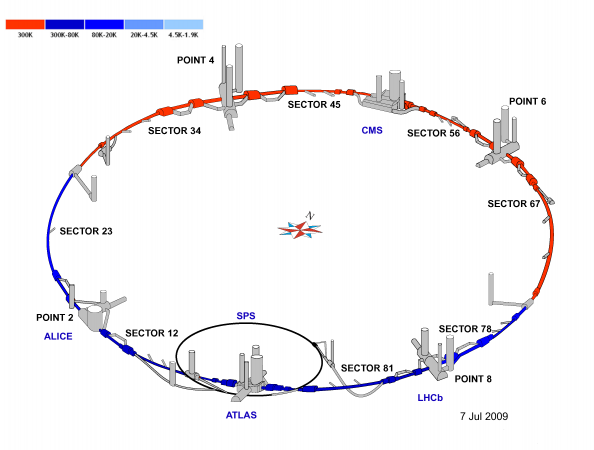 300K 300K-80K 80K-20K 20K-4.5K 4.5K-1.9K
POINT 4
SECTOR 45
SECTOR 34
CMS
POINT 6
SECTOR 56
SECTOR 67
N
SECTOR 23
POINT 2
ALICE
SECTOR 12
SPS
SECTOR 78
SECTOR 81
POINT 8
LHCb
ATLAS
7 Jul 2009